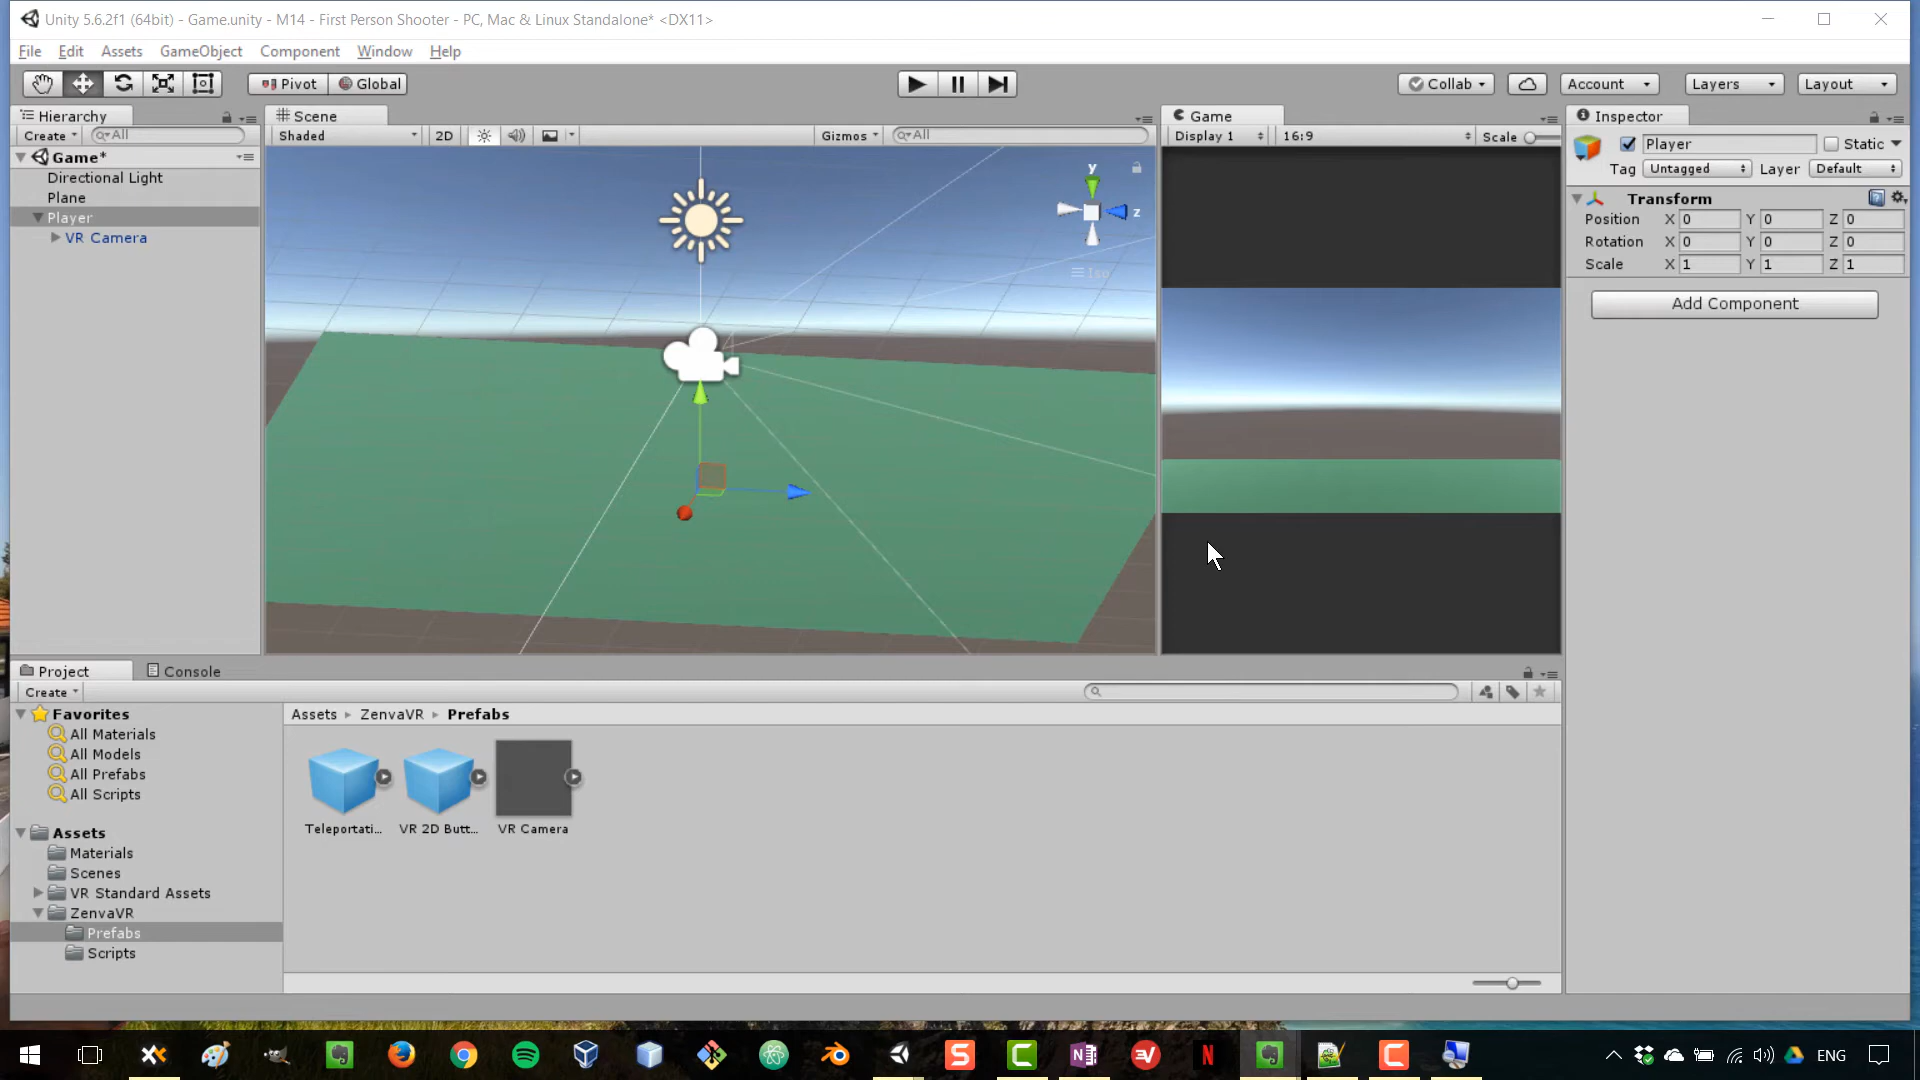 Unity 5.6.2f1 (64bit) - Game.unity - M14 - First Person Shooter - PC, Mac & Linux Standalone* <DX11>
File Edit Assets GameObject Component Window Help
Pivot Global Collab Account Layers Layout
Hierarchy
Create All
Game*
Directional Light
Plane
Player
VR Camera
Scene
Shaded 2D Gizmos All
y
z
Iso
Game
Display 1 16:9 Scale
Inspector
Player Static
Tag Untagged Layer Default
Transform
Position X 0 Y 0 Z 0
Rotation X 0 Y 0 Z 0
Scale X 1 Y 1 Z 1
Add Component
Project Console
Create
Favorites
All Materials
All Models
All Prefabs
All Scripts
Assets
Materials
Scenes
VR Standard Assets
ZenvaVR
Prefabs
Scripts
Assets ZenvaVR Prefabs
Teleportati... VR 2D Butt... VR Camera
ENG